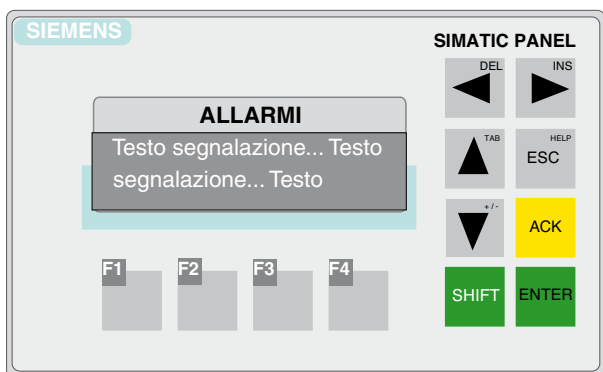 SIEMENS
SIMATIC PANEL
DEL
INS
ALLARMI
Testo segnalazione... Testo
segnalazione... Testo
TAB
HELP
ESC
+ / -
ACK
F1
F2
F3
F4
SHIFT
ENTER